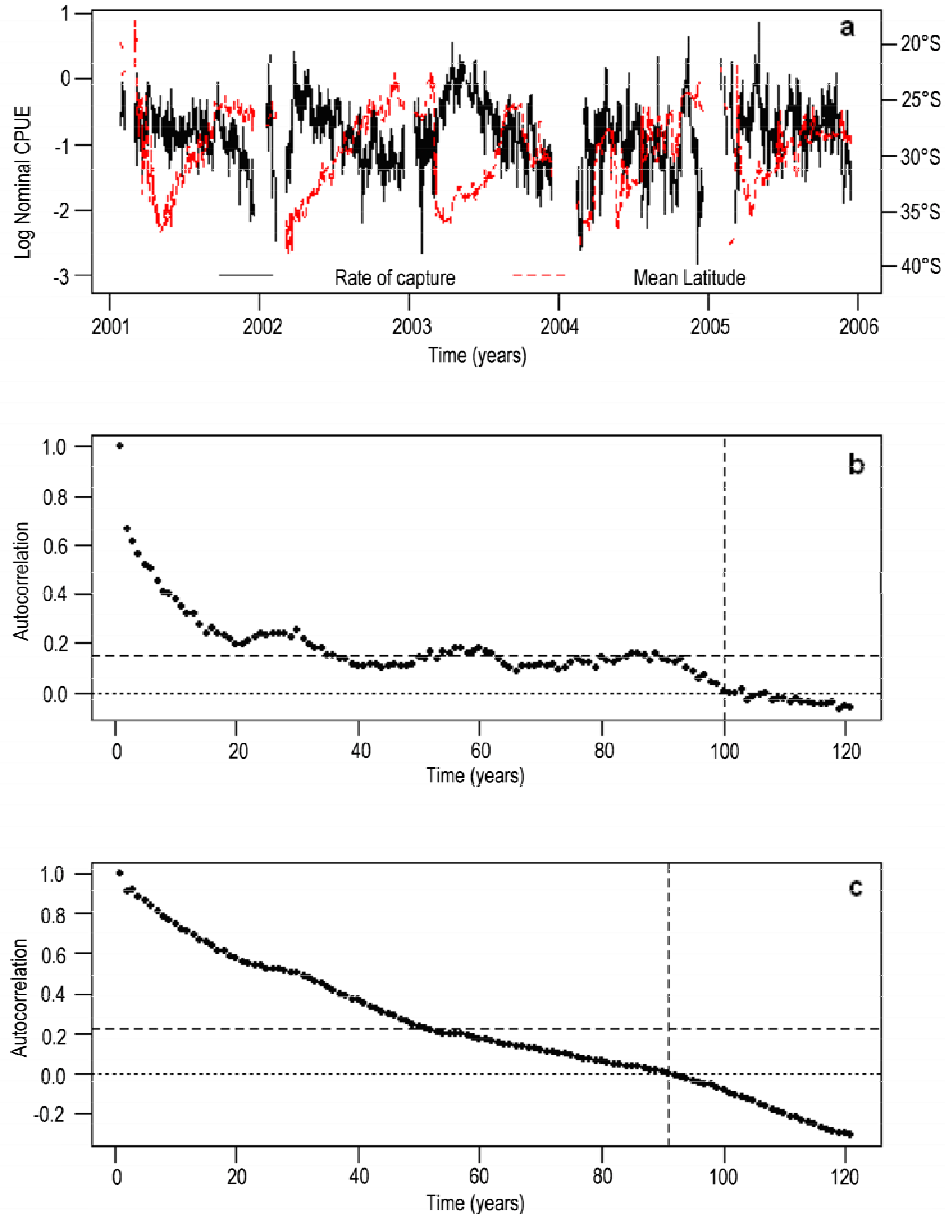 a
1
0
-1
-2
-3
Log Nominal CPUE
20°S
25°S
30°S
35°S
40°S
Rate of capture
Mean Latitude
2001 2002 2003 2004 2005 2006
Time (years)
b
1.0
0.8
0.6
0.4
0.2
0.0
Autocorrelation
0 20 40 60 80 100 120
Time (years)
c
1.0
0.8
0.6
0.4
0.2
0.0
-0.2
Autocorrelation
0 20 40 60 80 100 120
Time (years)